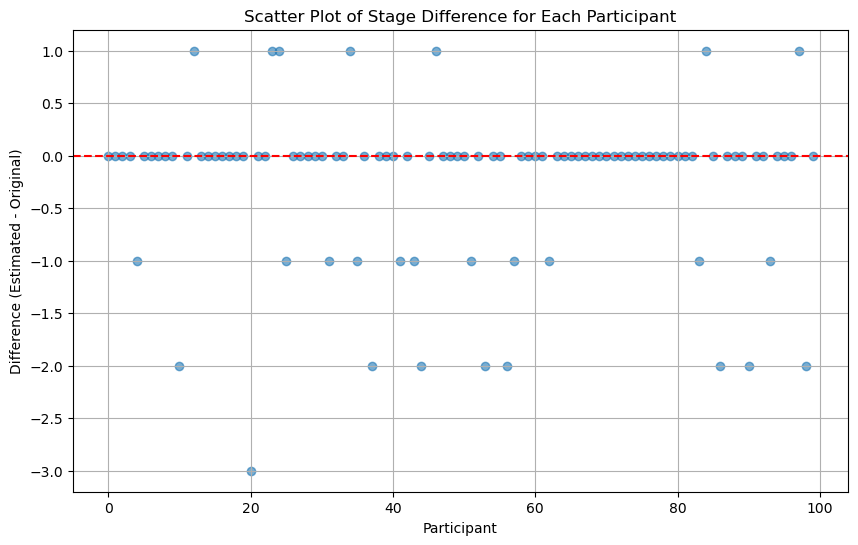 Scatter Plot of Stage Difference for Each Participant
Difference (Estimated - Original)
1.0
0.5
0.0
−0.5
−1.0
−1.5
−2.0
−2.5
−3.0
0 20 40 60 80 100
Participant